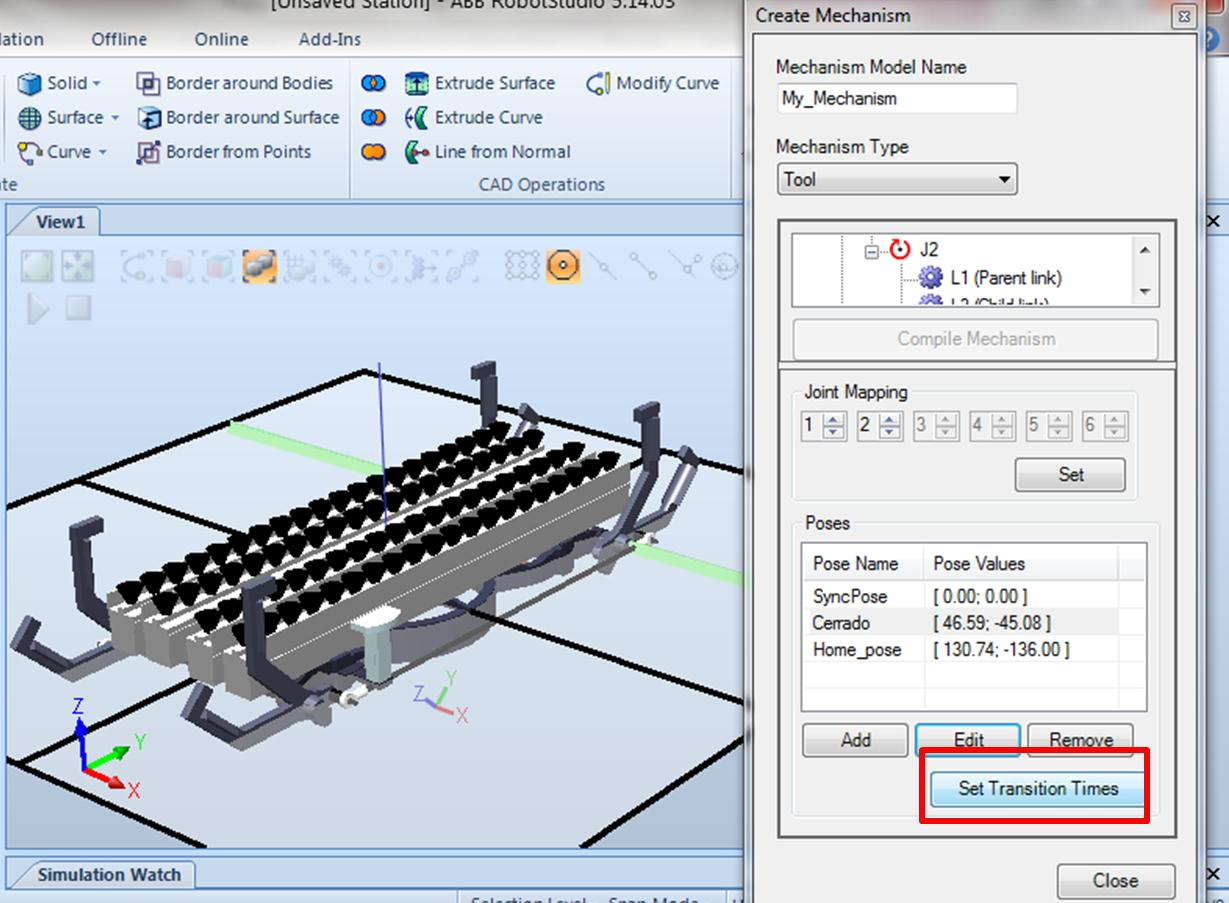 [Unsaved Station] - ABB RobotStudio 5.14.03
Offline Online Add-Ins
Solid Border around Bodies Extrude Surface Modify Curve
Surface Border around Surface Extrude Curve
Curve Border from Points Line from Normal
CAD Operations
View1
Z
Y
X
Z
Y
X
Simulation Watch
Selection Level Snap Mode
Create Mechanism
Mechanism Model Name
My_Mechanism
Mechanism Type
Tool
J2
L1 (Parent link)
L2 (Child link)
Compile Mechanism
Joint Mapping
1 2 3 4 5 6
Set
Poses
Pose Name Pose Values
SyncPose [ 0.00; 0.00 ]
Cerrado [ 46.59; -45.08 ]
Home_pose [ 130.74; -136.00 ]
Add Edit Remove
Set Transition Times
Close